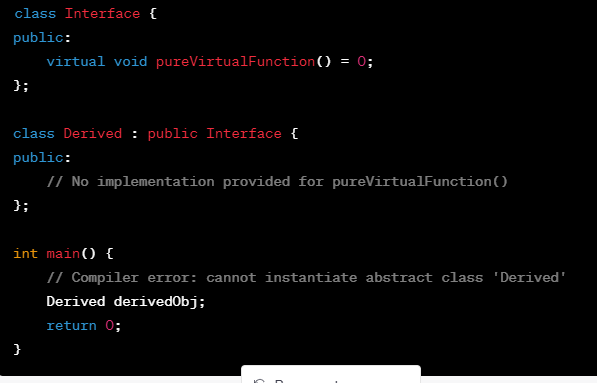 class Interface {
public:
    virtual void pureVirtualFunction() = 0;
};

class Derived : public Interface {
public:
    // No implementation provided for pureVirtualFunction()
};

int main() {
    // Compiler error: cannot instantiate abstract class 'Derived'
    Derived derivedObj;
    return 0;
}